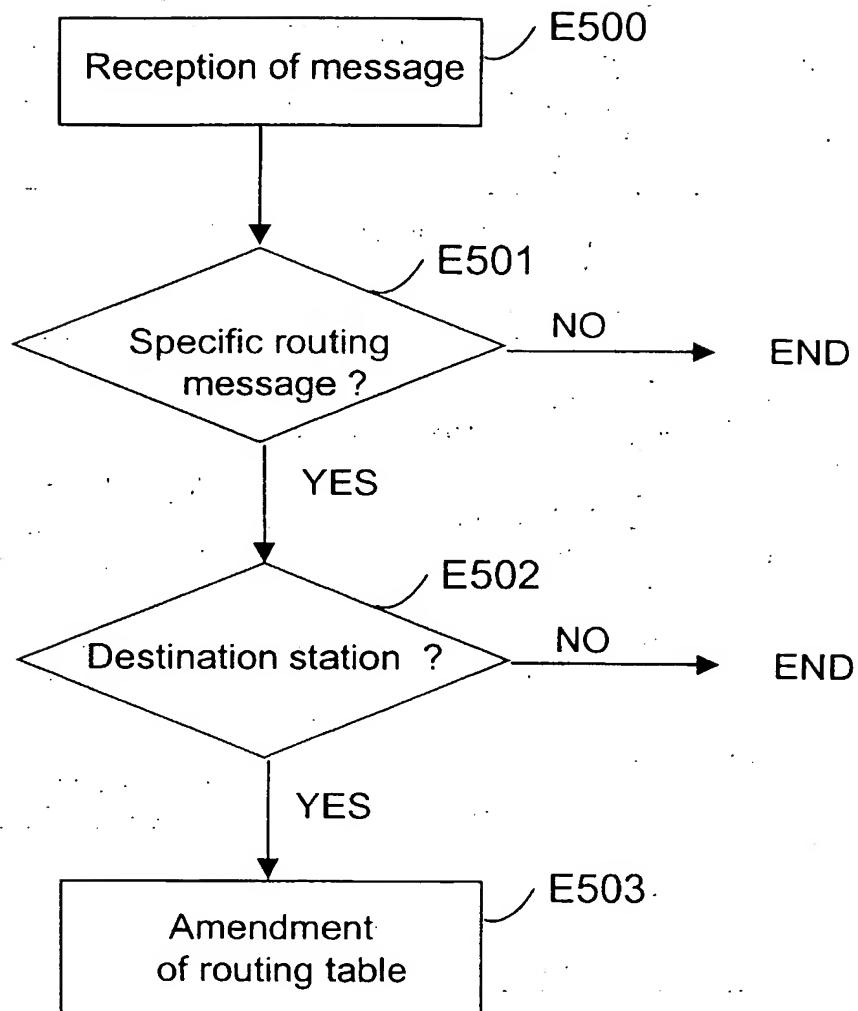 E500
Reception of message
E501
Specific routing
message ?
NO
END
YES
E502
Destination station ?
NO
END
YES
E503
Amendment
of routing table